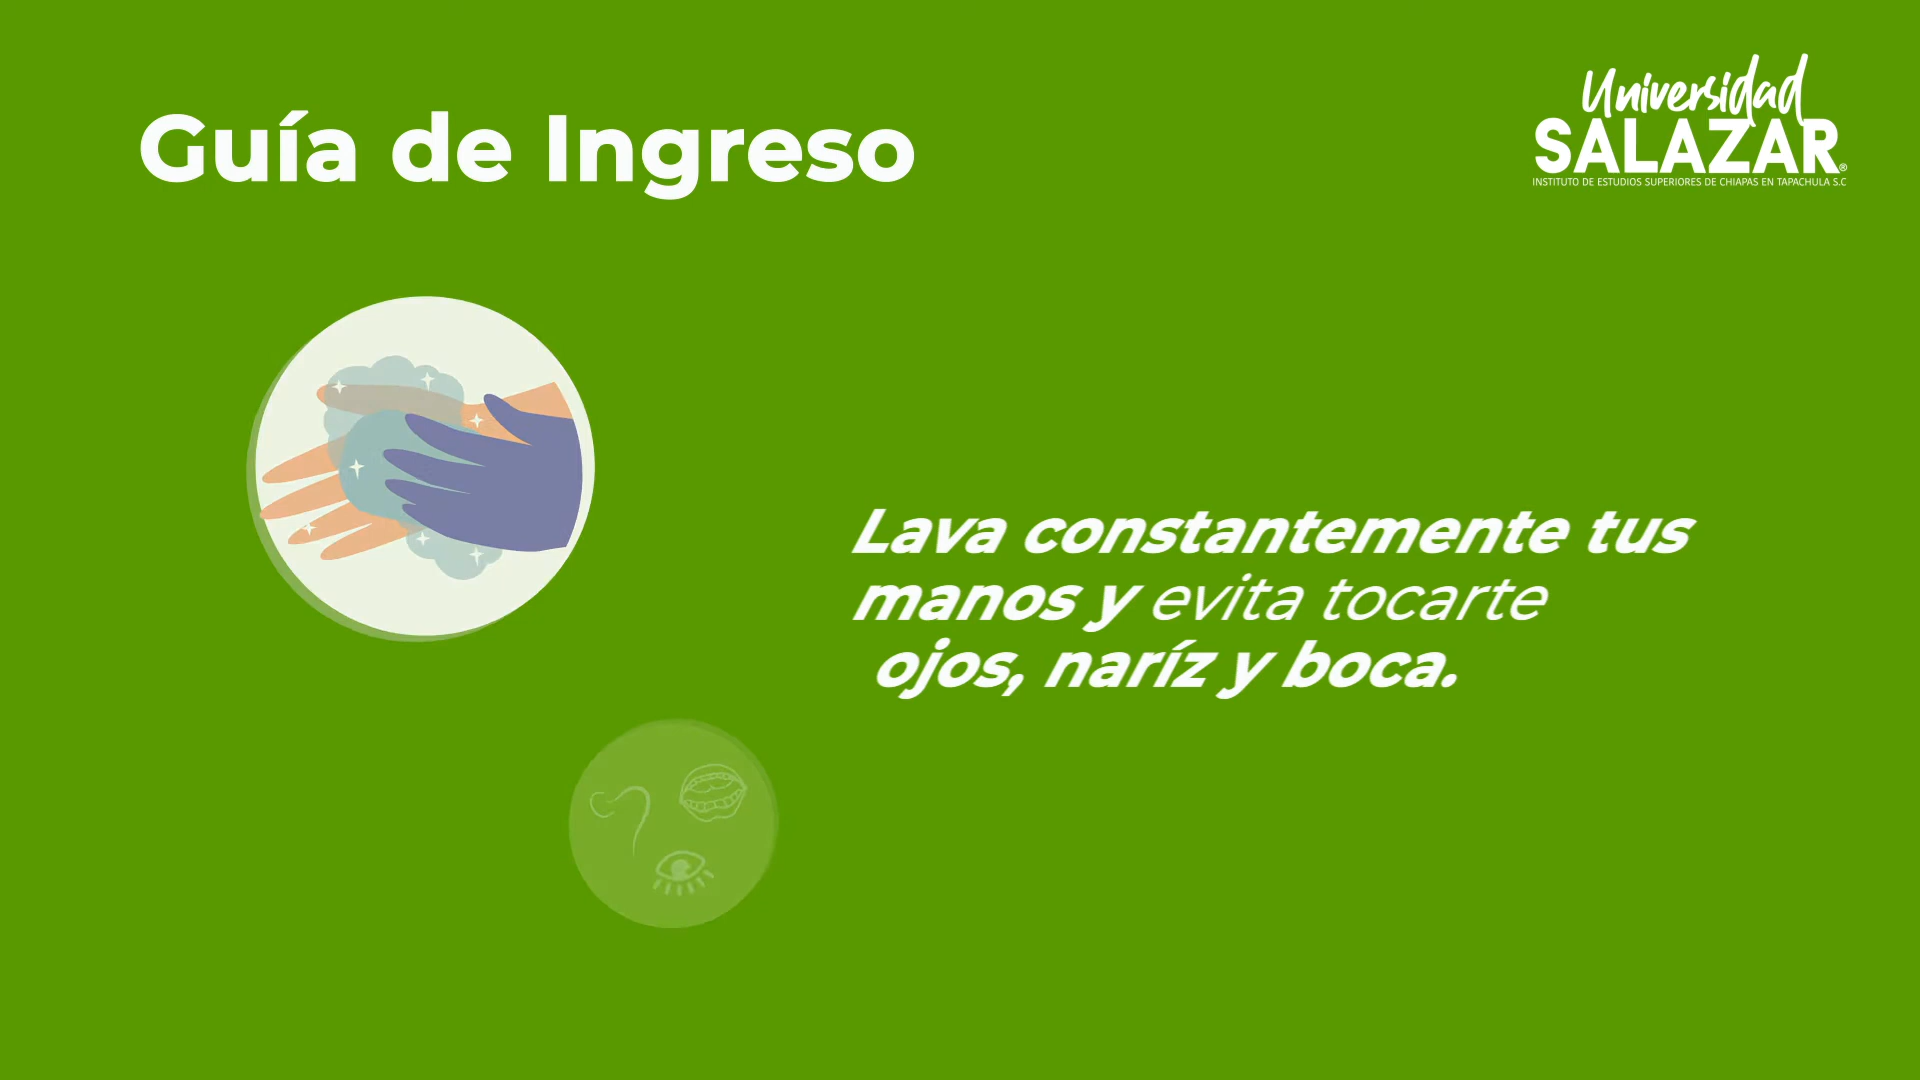 Guía de Ingreso
Universidad
SALAZAR®
INSTITUTO DE ESTUDIOS SUPERIORES DE CHIAPAS EN TAPACHULA S.C
Lava constantemente tus
manos y evita tocarte
ojos, naríz y boca.